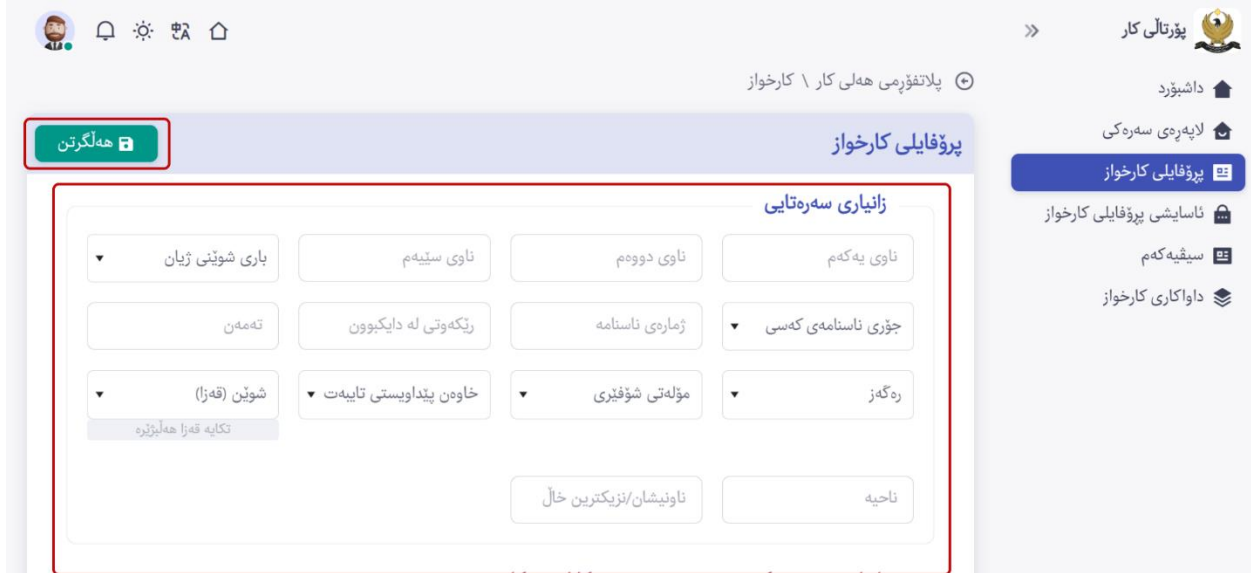 پۆرتاڵی کار
داشبۆرد
لاپەڕەی سەرەکی
پرۆفایلی کارخواز
ئاسایشی پرۆفایلی کارخواز
سیڤیەکەم
داواکاری کارخواز
پلاتفۆڕمی هەلی کار \ کارخواز
پرۆفایلی کارخواز
هەڵگرتن
زانیاری سەرەتایی
ناوی یەکەم ناوی دووەم ناوی سێیەم باری شوێنی ژیان
جۆری ناسنامەی کەسی ژمارەی ناسنامە رێکەوتی لە دایکبوون تەمەن
رەگەز مۆڵەتی شۆفێری خاوەن پێداویستی تایبەت شوێن (قەزا)
تکایە قەزا هەڵبژێرە
ناحیە ناونیشان/نزیکترین خاڵ